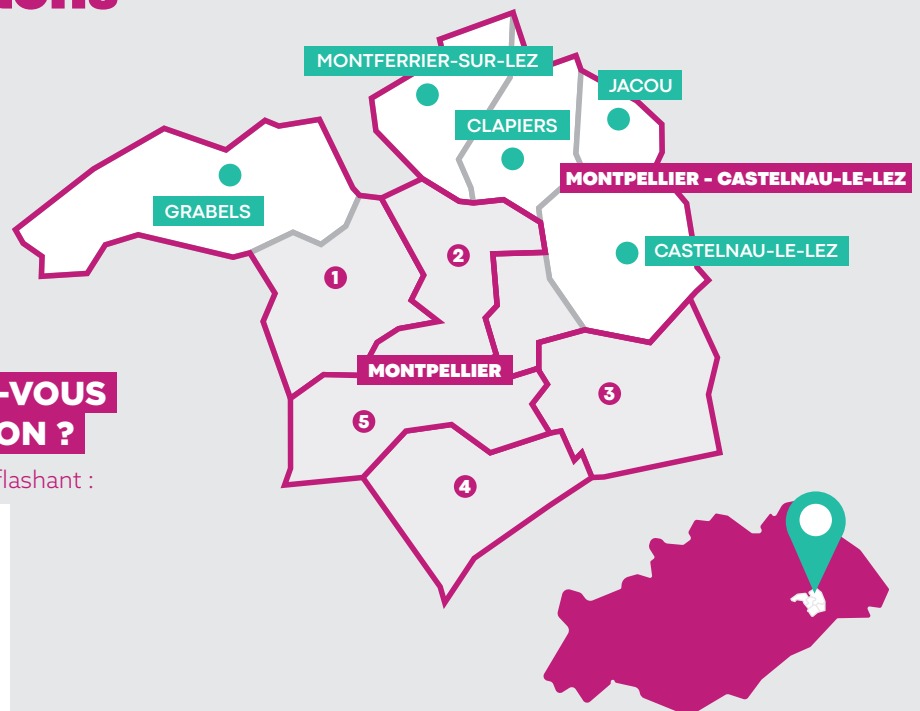 MONTFERRIER-SUR-LEZ
JACOU
CLAPIERS
MONTPELLIER - CASTELNAU-LE-LEZ
GRABELS
CASTELNAU-LE-LEZ
2
1
MONTPELLIER
3
5
4
-VOUS
ON ?
flashant :